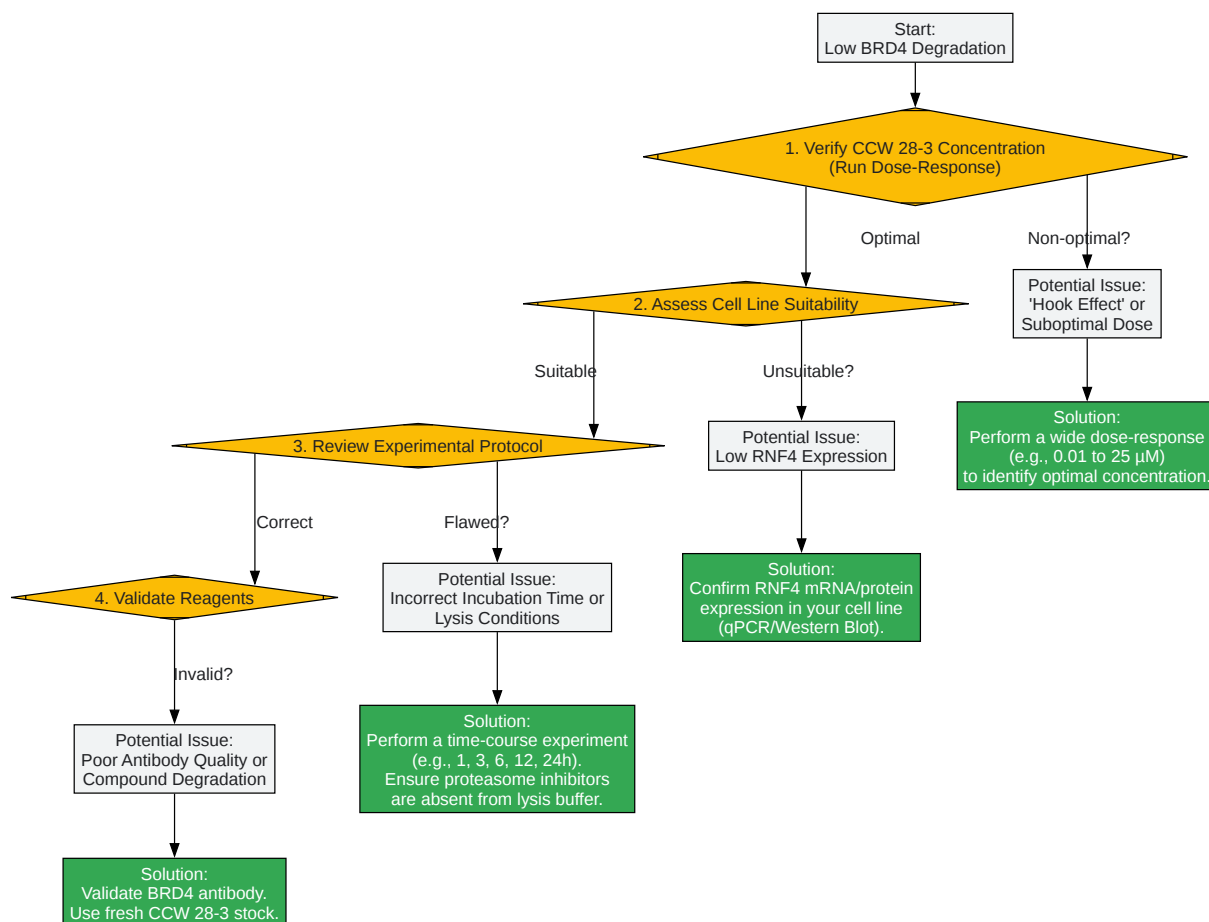 Start:
Low BRD4 Degradation
1. Verify CCW 28-3 Concentration
(Run Dose-Response)
Optimal
Non-optimal?
2. Assess Cell Line Suitability
Potential Issue:
'Hook Effect' or
Suboptimal Dose
Suitable
Unsuitable?
Solution:
Perform a wide dose-response
(e.g., 0.01 to 25 µM)
to identify optimal concentration.
3. Review Experimental Protocol
Potential Issue:
Low RNF4 Expression
Correct
Flawed?
Solution:
Confirm RNF4 mRNA/protein
expression in your cell line
(qPCR/Western Blot).
4. Validate Reagents
Potential Issue:
Incorrect Incubation Time or
Lysis Conditions
Invalid?
Solution:
Perform a time-course experiment
(e.g., 1, 3, 6, 12, 24h).
Ensure proteasome inhibitors
are absent from lysis buffer.
Potential Issue:
Poor Antibody Quality or
Compound Degradation
Solution:
Validate BRD4 antibody.
Use fresh CCW 28-3 stock.